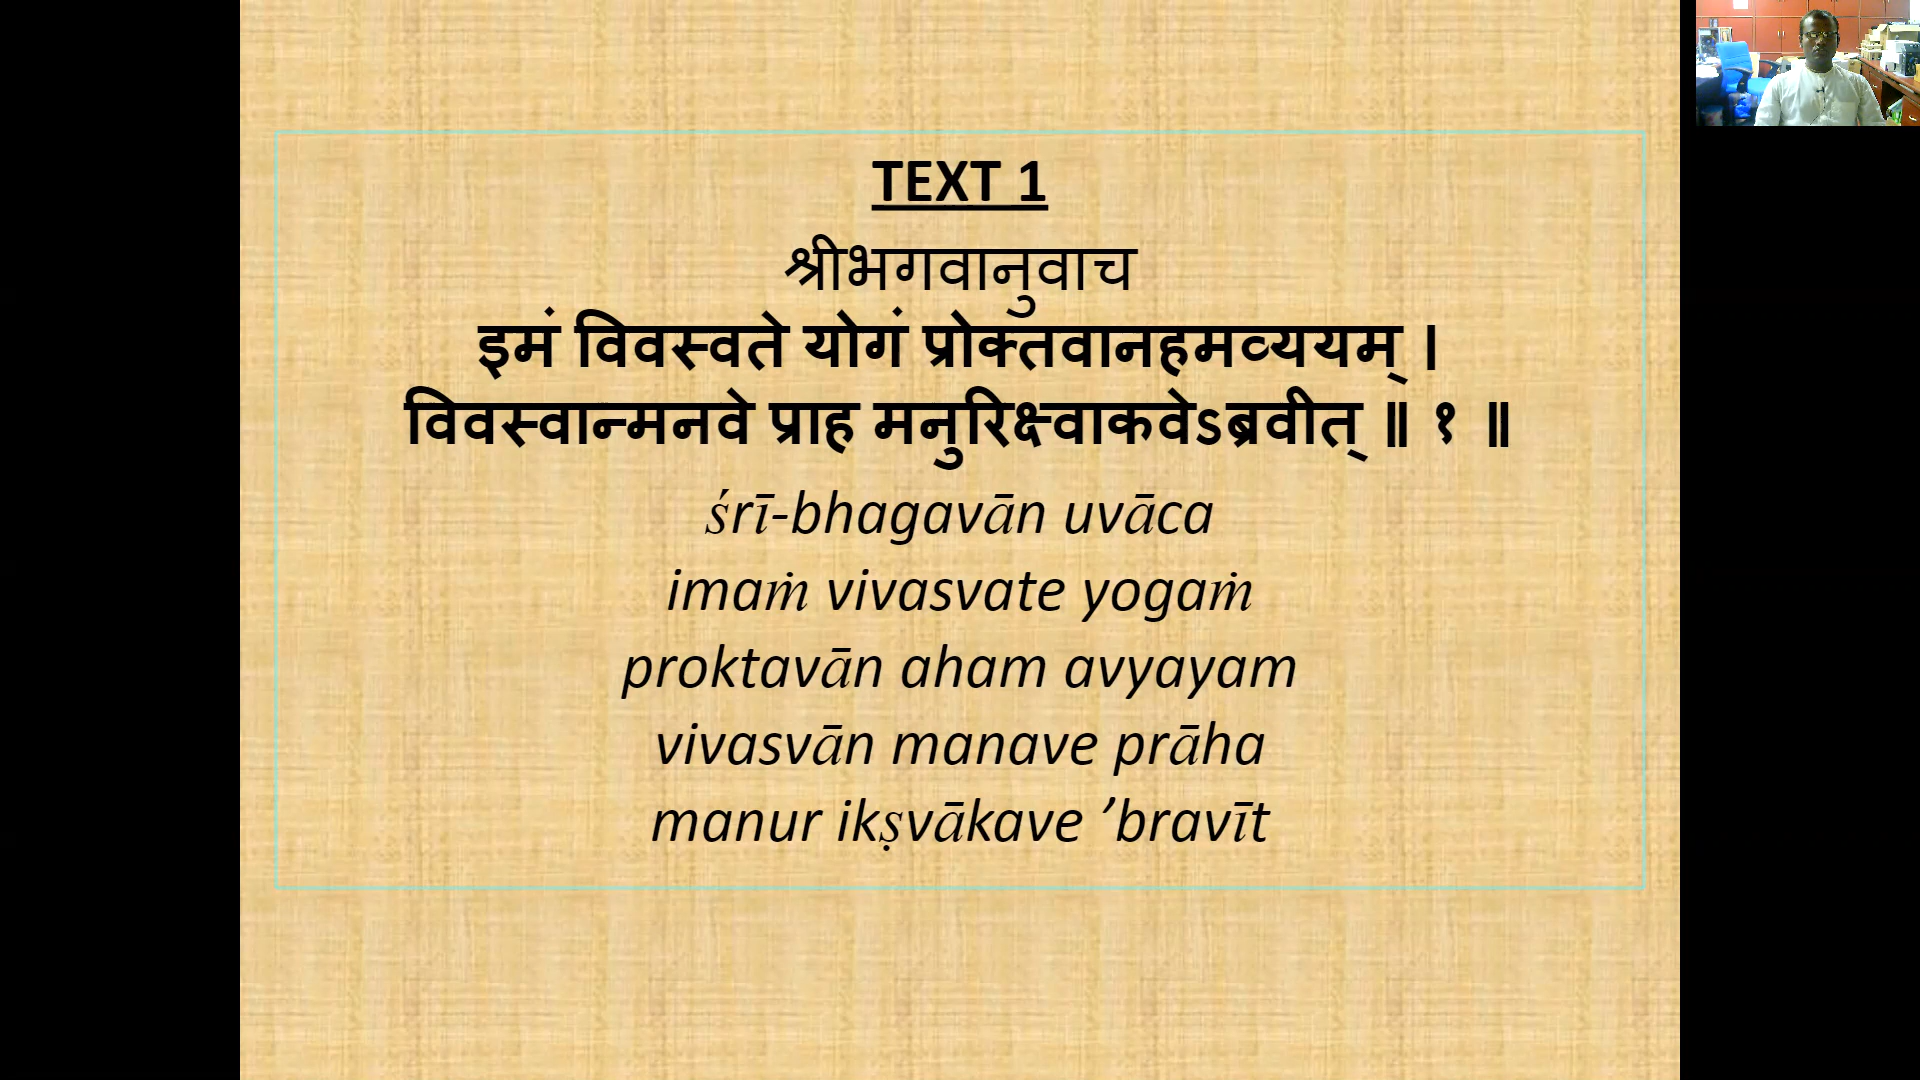 TEXT 1
श्रीभगवानुवाच
इमं विवस्वते योगं प्रोक्तवानहमव्ययम् ।
विवस्वान्मनवे प्राह मनुरिक्ष्वाकवेऽब्रवीत् ॥ १ ॥
śrī-bhagavān uvāca
imaṁ vivasvate yogaṁ
proktavān aham avyayam
vivasvān manave prāha
manur ikṣvākave ’bravīt